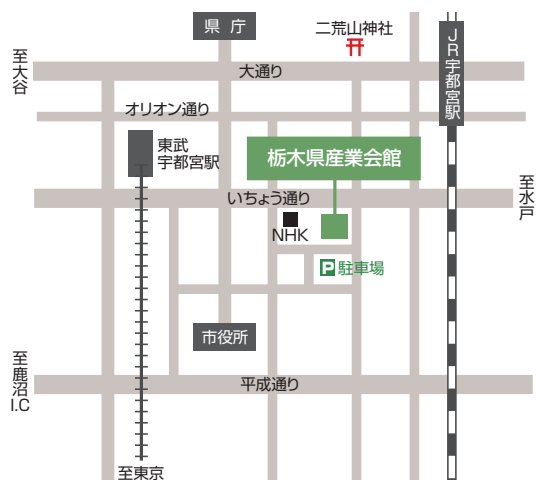 県庁
二荒山神社
JR宇都宮駅
至大谷
大通り
オリオン通り
東武
宇都宮駅
栃木県産業会館
いちょう通り
至水戸
NHK
P 駐車場
市役所
至鹿沼I.C
平成通り
至東京